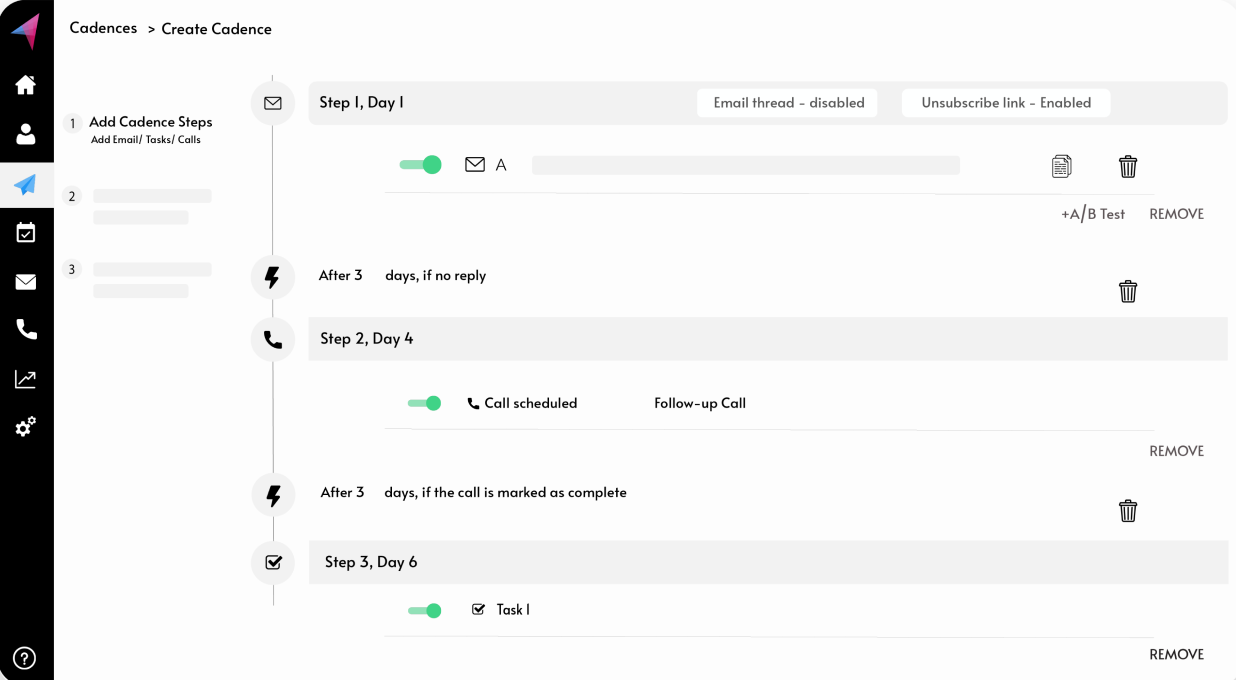 Cadences > Create Cadence
1 Add Cadence Steps
Add Email/ Tasks/ Calls
2
3
Step 1, Day 1 Email thread - disabled Unsubscribe link - Enabled
A
+A/B Test REMOVE
After 3 days, if no reply
Step 2, Day 4
Call scheduled Follow-up Call
REMOVE
After 3 days, if the call is marked as complete
Step 3, Day 6
Task 1
REMOVE